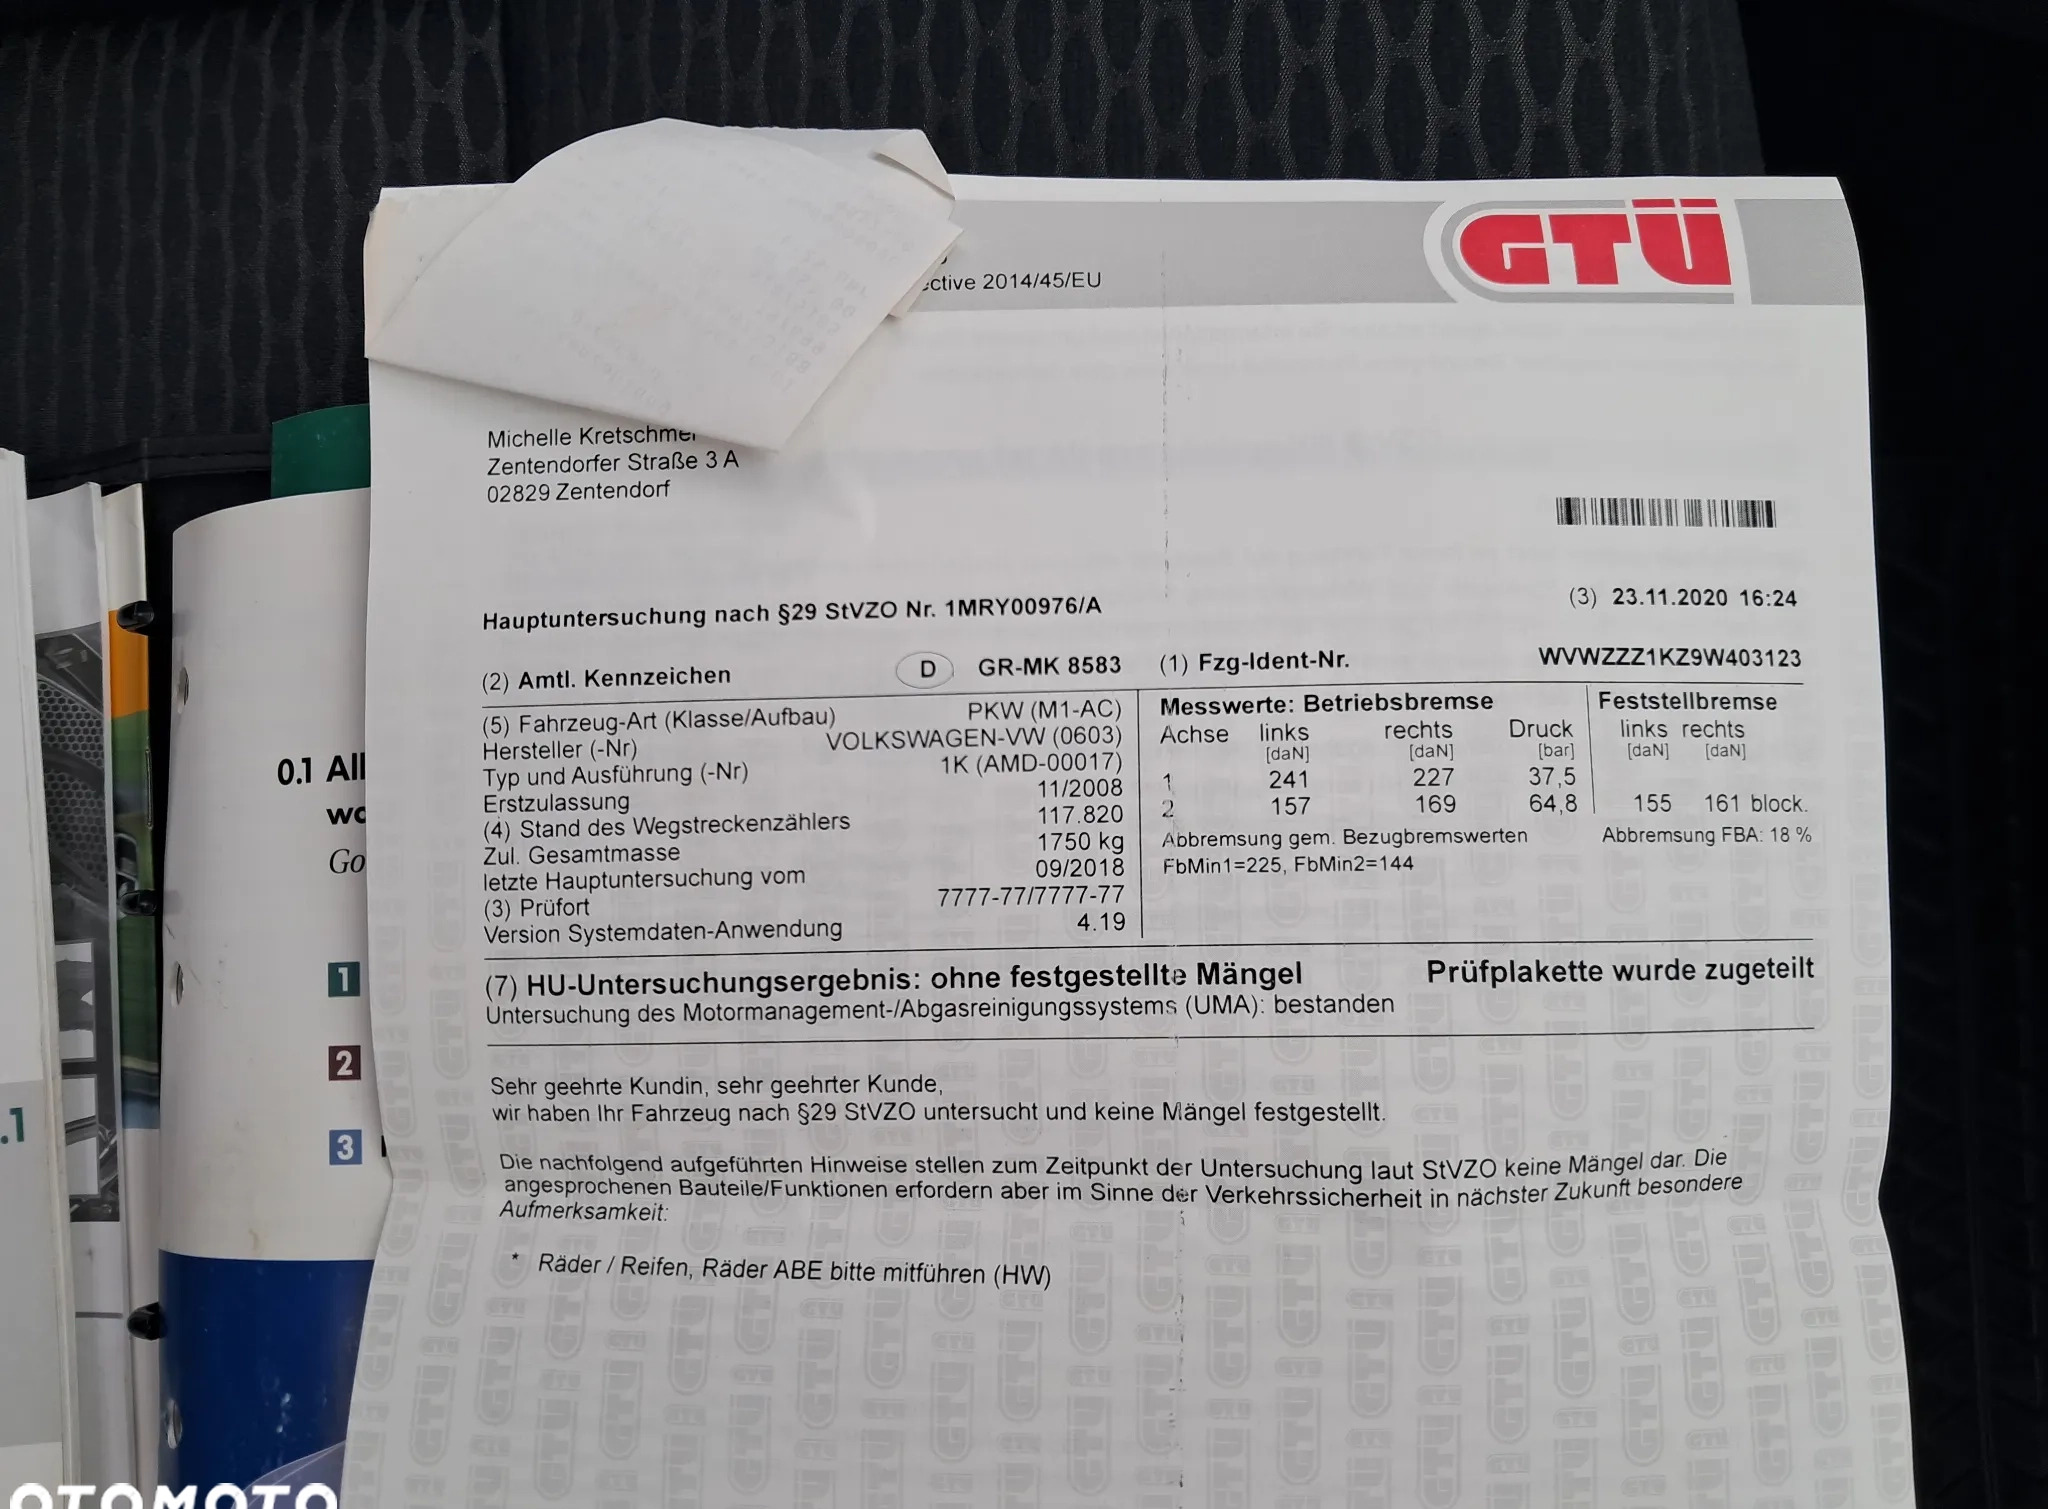 GTÜ
ective 2014/45/EU
Michelle Kretschmer
Zentendorfer Straße 3 A
02829 Zentendorf
Hauptuntersuchung nach §29 StVZO Nr. 1MRY00976/A
(3) 23.11.2020 16:24
(2) Amtl. Kennzeichen D GR-MK 8583
(1) Fzg-Ident-Nr. WVWZZZ1KZ9W403123
(5) Fahrzeug-Art (Klasse/Aufbau) PKW (M1-AC)
Hersteller (-Nr) VOLKSWAGEN-VW (0603)
Typ und Ausführung (-Nr) 1K (AMD-00017)
Erstzulassung 11/2008
(4) Stand des Wegstreckenzählers 117.820
Zul. Gesamtmasse 1750 kg
letzte Hauptuntersuchung vom 09/2018
(3) Prüfort 7777-77/7777-77
Version Systemdaten-Anwendung 4.19
Messwerte: Betriebsbremse Feststellbremse
Achse links rechts Druck links rechts
[daN] [daN] [bar] [daN] [daN]
1 241 227 37,5
2 157 169 64,8 155 161 block.
Abbremsung gem. Bezugbremswerten Abbremsung FBA: 18 %
FbMin1=225, FbMin2=144
(7) HU-Untersuchungsergebnis: ohne festgestellte Mängel Prüfplakette wurde zugeteilt
Untersuchung des Motormanagement-/Abgasreinigungssystems (UMA): bestanden
Sehr geehrte Kundin, sehr geehrter Kunde,
wir haben Ihr Fahrzeug nach §29 StVZO untersucht und keine Mängel festgestellt.
Die nachfolgend aufgeführten Hinweise stellen zum Zeitpunkt der Untersuchung laut StVZO keine Mängel dar. Die
angesprochenen Bauteile/Funktionen erfordern aber im Sinne der Verkehrssicherheit in nächster Zukunft besondere
Aufmerksamkeit:
* Räder / Reifen, Räder ABE bitte mitführen (HW)
0.1 All
wo
Go
1
2
3
.1
OTOMOTO